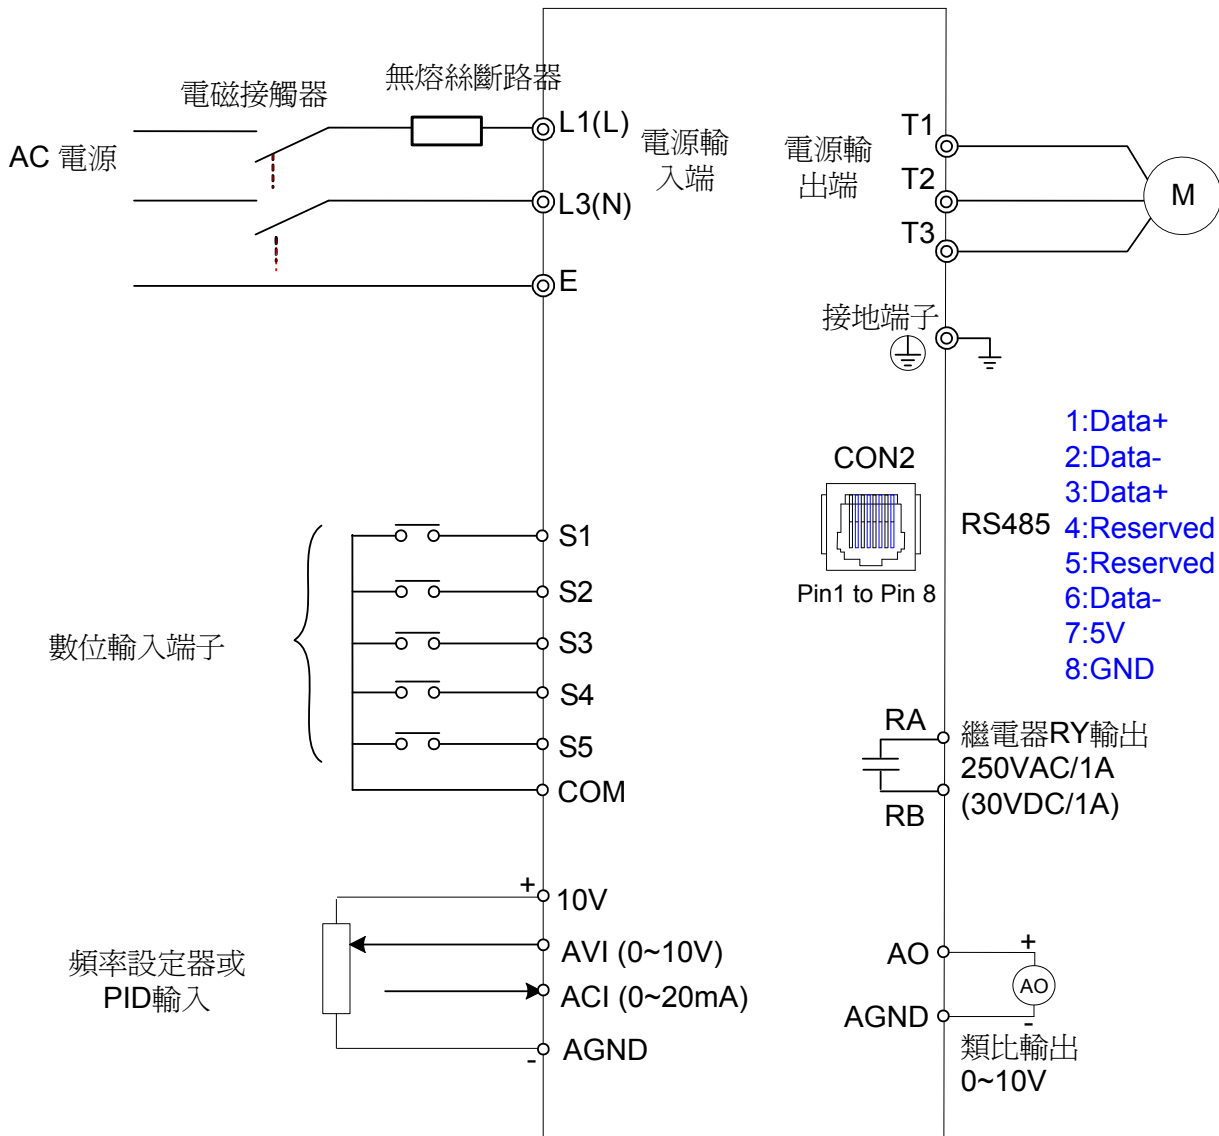 電磁接觸器
無熔絲斷路器
AC 電源
L1(L)
L3(N)
E
電源輸
入端
電源輸
出端
T1
T2
T3
M
接地端子
CON2
Pin1 to Pin 8
RS485
1:Data+
2:Data-
3:Data+
4:Reserved
5:Reserved
6:Data-
7:5V
8:GND
數位輸入端子
S1
S2
S3
S4
S5
COM
RA
RB
繼電器RY輸出
250VAC/1A
(30VDC/1A)
頻率設定器或
PID輸入
+
10V
AVI (0~10V)
ACI (0~20mA)
AGND
-
AO
AGND
+
AO
-
類比輸出
0~10V